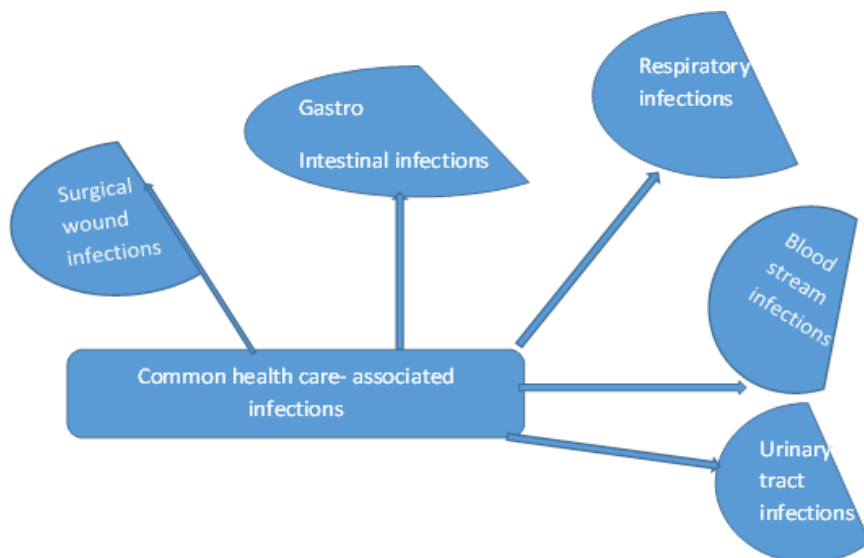 Surgical
wound
infections
Gastro
Intestinal infections
Respiratory
infections
Blood
stream
infections
Urinary
tract
infections
Common health care- associated
infections